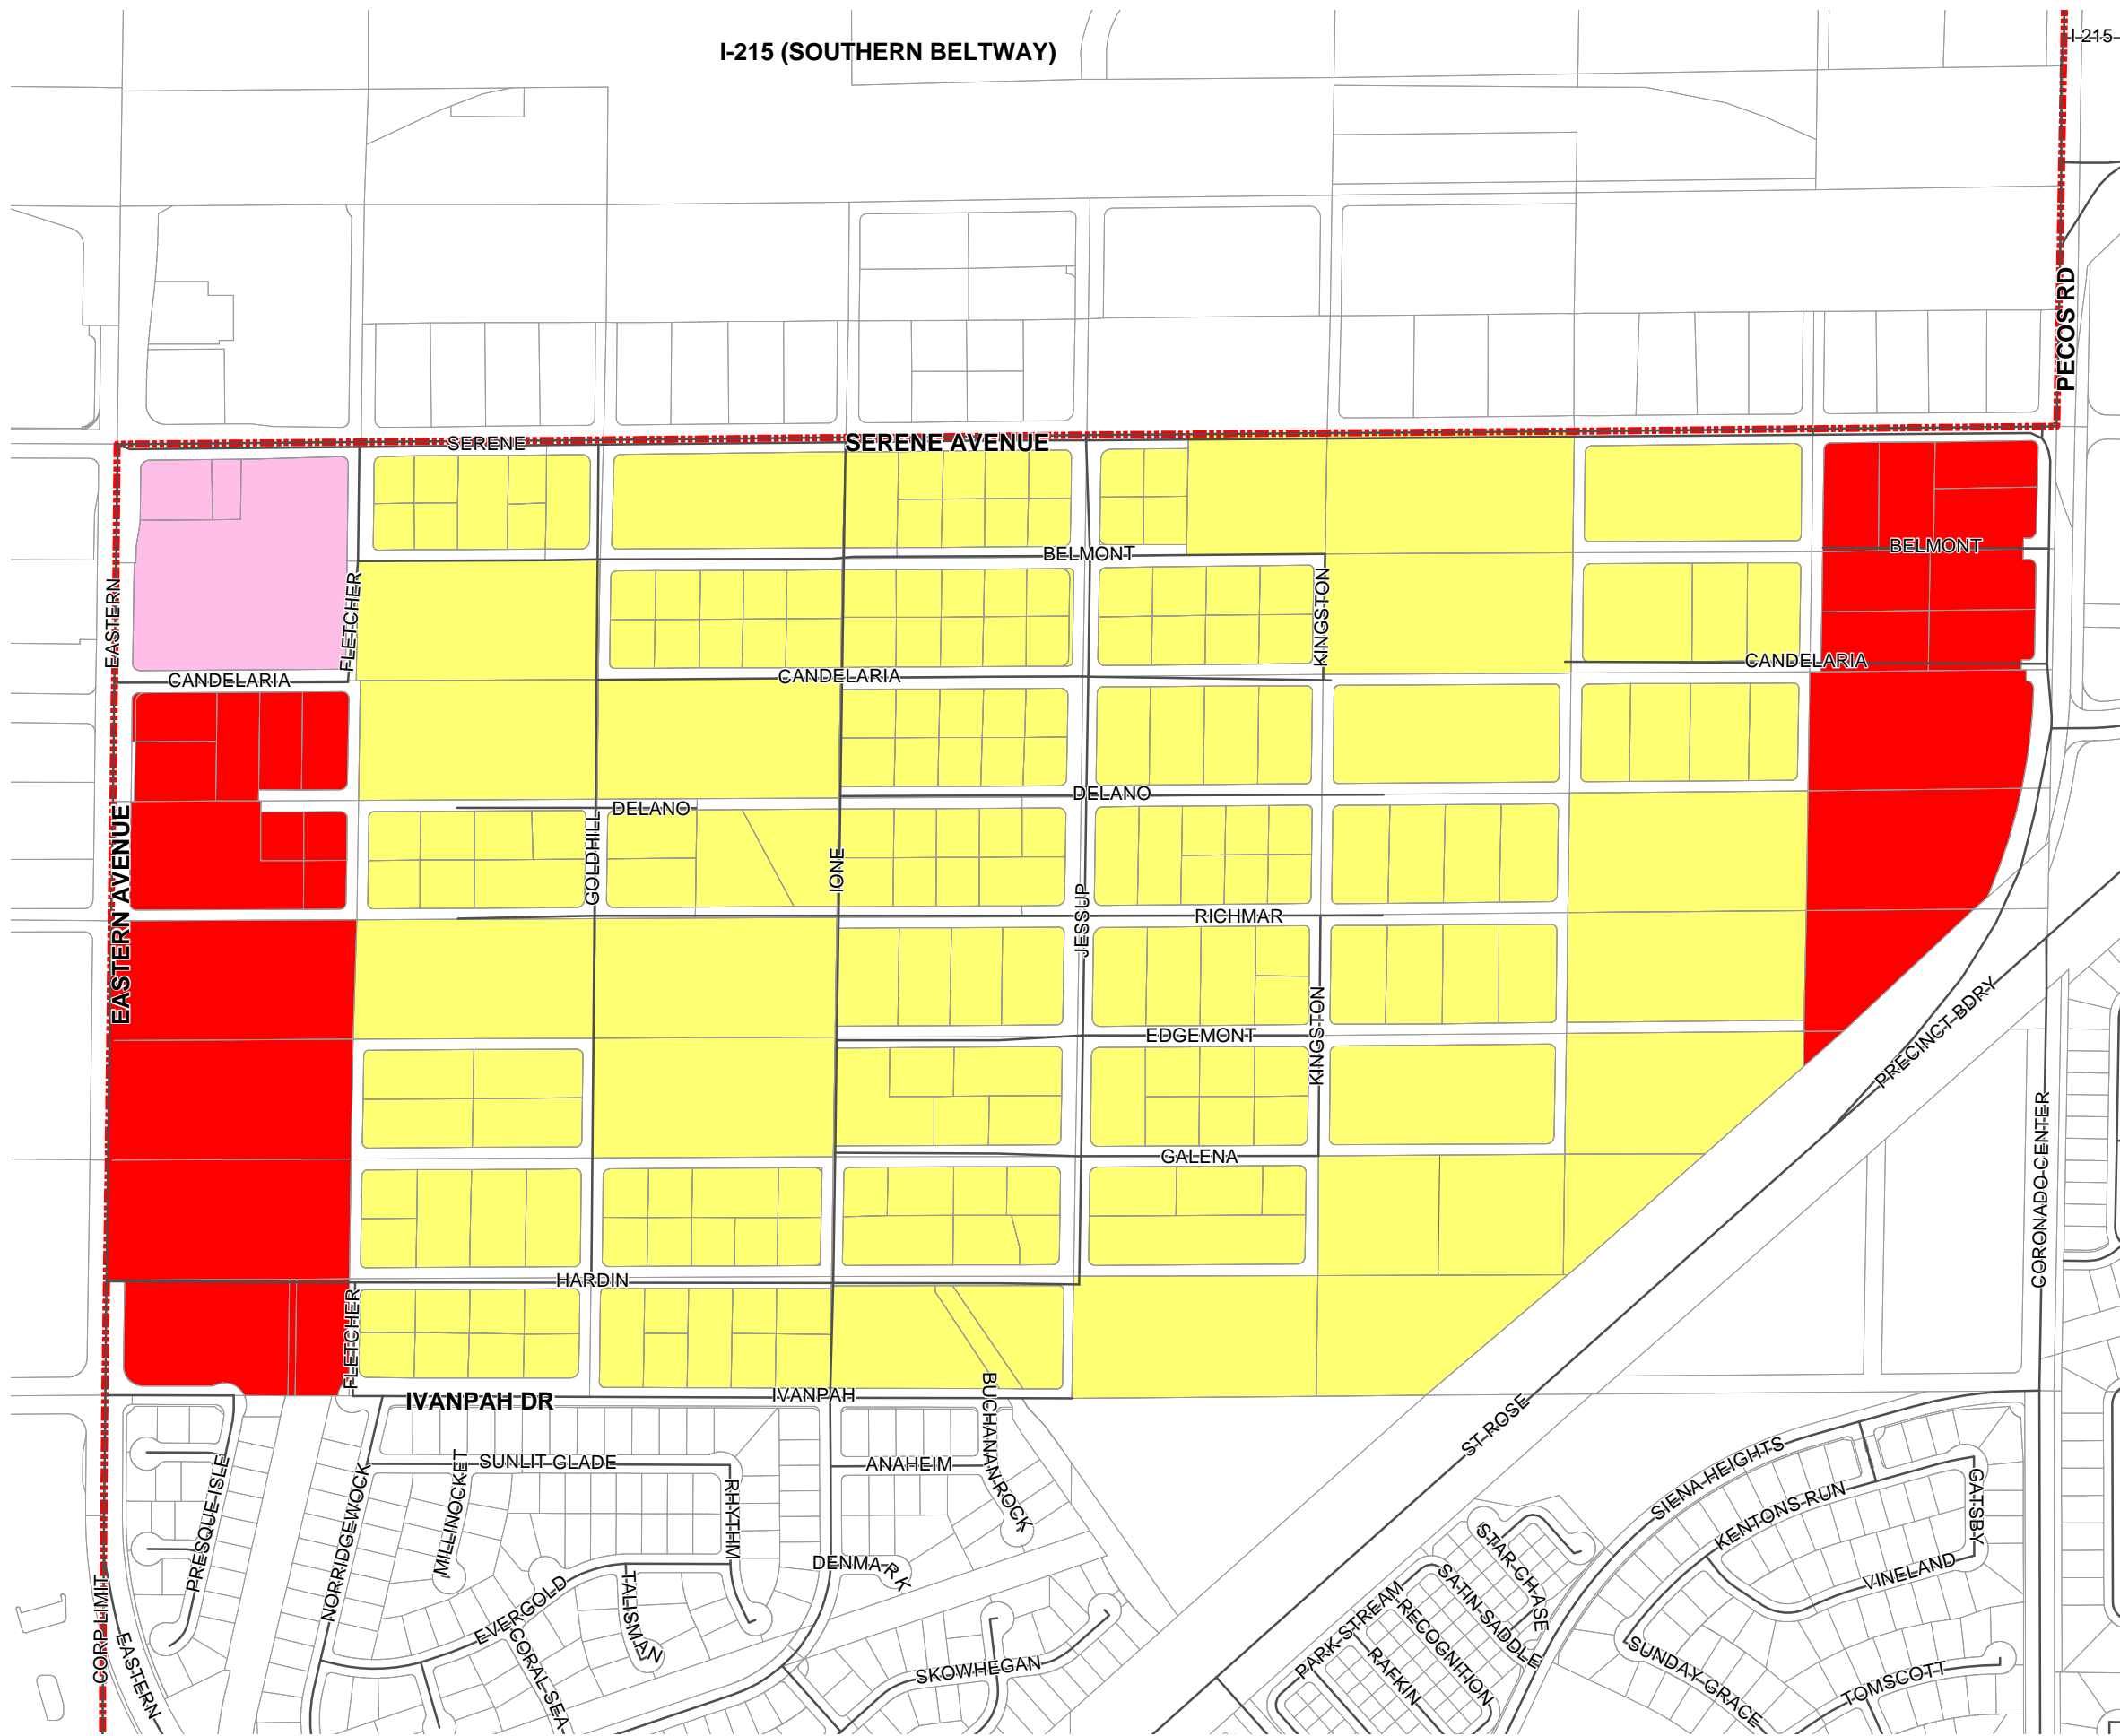 I-215 (SOUTHERN BELTWAY)
I-215
PECOS RD
SERENE
SERENE AVENUE
BELMONT
BELMONT
EASTERN
FLETCHER
KINGSTON
CANDELARIA
CANDELARIA
CANDELARIA
DELANO
DELANO
EASTERN AVENUE
GOLDHILL
IONE
JESSUP
RICHMAR
KINGSTON
EDGEMONT
PRECINCT BDRY
GALENA
CORONADO CENTER
HARDIN
FLETCHER
IVANPAH DR
IVANPAH
BUCHANAN ROCK
ST ROSE
SUNLIT GLADE
ANAHEIM
SIENA HEIGHTS
PRESQUE ISLE
NORRIDGEWOCK
MILLINOCKET
RHYTHM
KENTONS RUN
GATSBY
DENMARK
STAR CHASE
SATIN SADDLE
VINELAND
CORP LIMIT
EASTERN
EVERGOLD
TALISMAN
CORAL SEA
SKOWHEGAN
PARK STREAM
RECOGNITION
RAFKIN
SUNDAY GRACE
TOMSCOTT